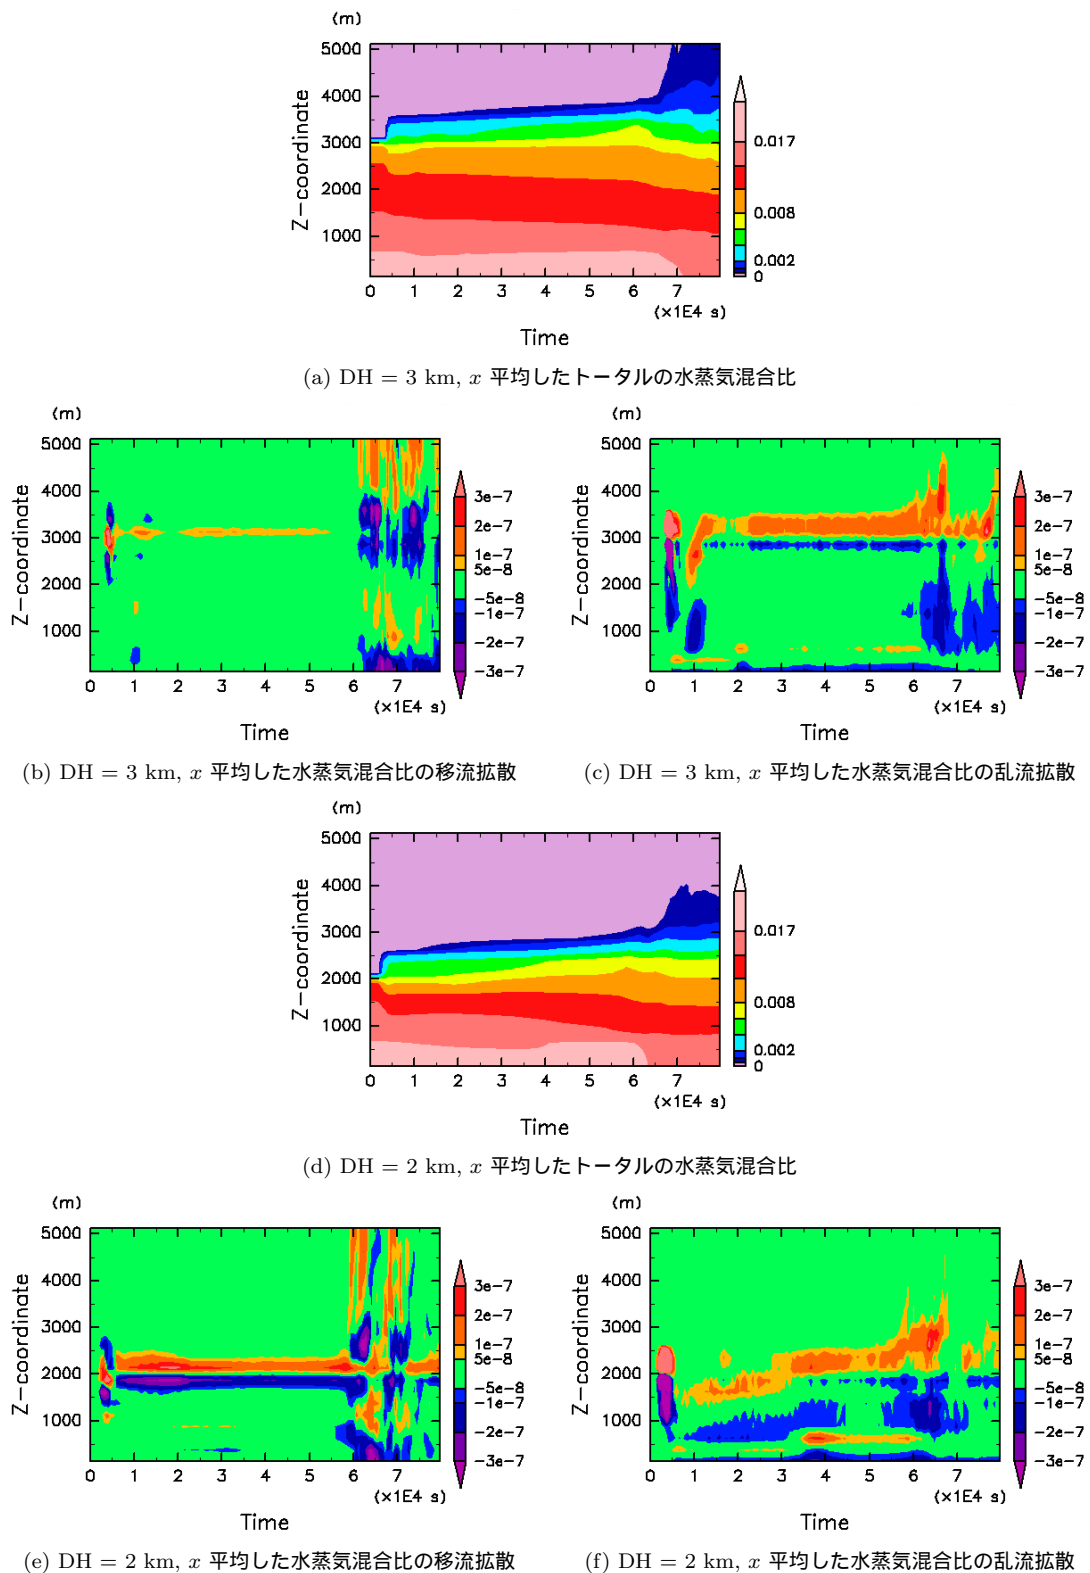 (m)
5000
4000
3000
2000
1000
Z-coordinate
0 1 2 3 4 5 6 7
(×1E4 s)
Time
0.017
0.008
0.002
0
(a) DH = 3 km, x 平均したトータルの水蒸気混合比
(m)
5000
4000
3000
2000
1000
Z-coordinate
0 1 2 3 4 5 6 7
(×1E4 s)
Time
3e-7
2e-7
1e-7
5e-8
-5e-8
-1e-7
-2e-7
-3e-7
(b) DH = 3 km, x 平均した水蒸気混合比の移流拡散
(m)
5000
4000
3000
2000
1000
Z-coordinate
0 1 2 3 4 5 6 7
(×1E4 s)
Time
3e-7
2e-7
1e-7
5e-8
-5e-8
-1e-7
-2e-7
-3e-7
(c) DH = 3 km, x 平均した水蒸気混合比の乱流拡散
(m)
5000
4000
3000
2000
1000
Z-coordinate
0 1 2 3 4 5 6 7
(×1E4 s)
Time
0.017
0.008
0.002
0
(d) DH = 2 km, x 平均したトータルの水蒸気混合比
(m)
5000
4000
3000
2000
1000
Z-coordinate
0 1 2 3 4 5 6 7
(×1E4 s)
Time
3e-7
2e-7
1e-7
5e-8
-5e-8
-1e-7
-2e-7
-3e-7
(e) DH = 2 km, x 平均した水蒸気混合比の移流拡散
(m)
5000
4000
3000
2000
1000
Z-coordinate
0 1 2 3 4 5 6 7
(×1E4 s)
Time
3e-7
2e-7
1e-7
5e-8
-5e-8
-1e-7
-2e-7
-3e-7
(f) DH = 2 km, x 平均した水蒸気混合比の乱流拡散